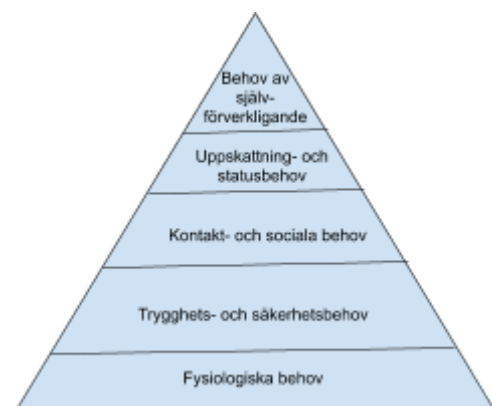 Behov av
själv-
förverkligande
Uppskattning- och
statusbehov
Kontakt- och sociala behov
Trygghets- och säkerhetsbehov
Fysiologiska behov